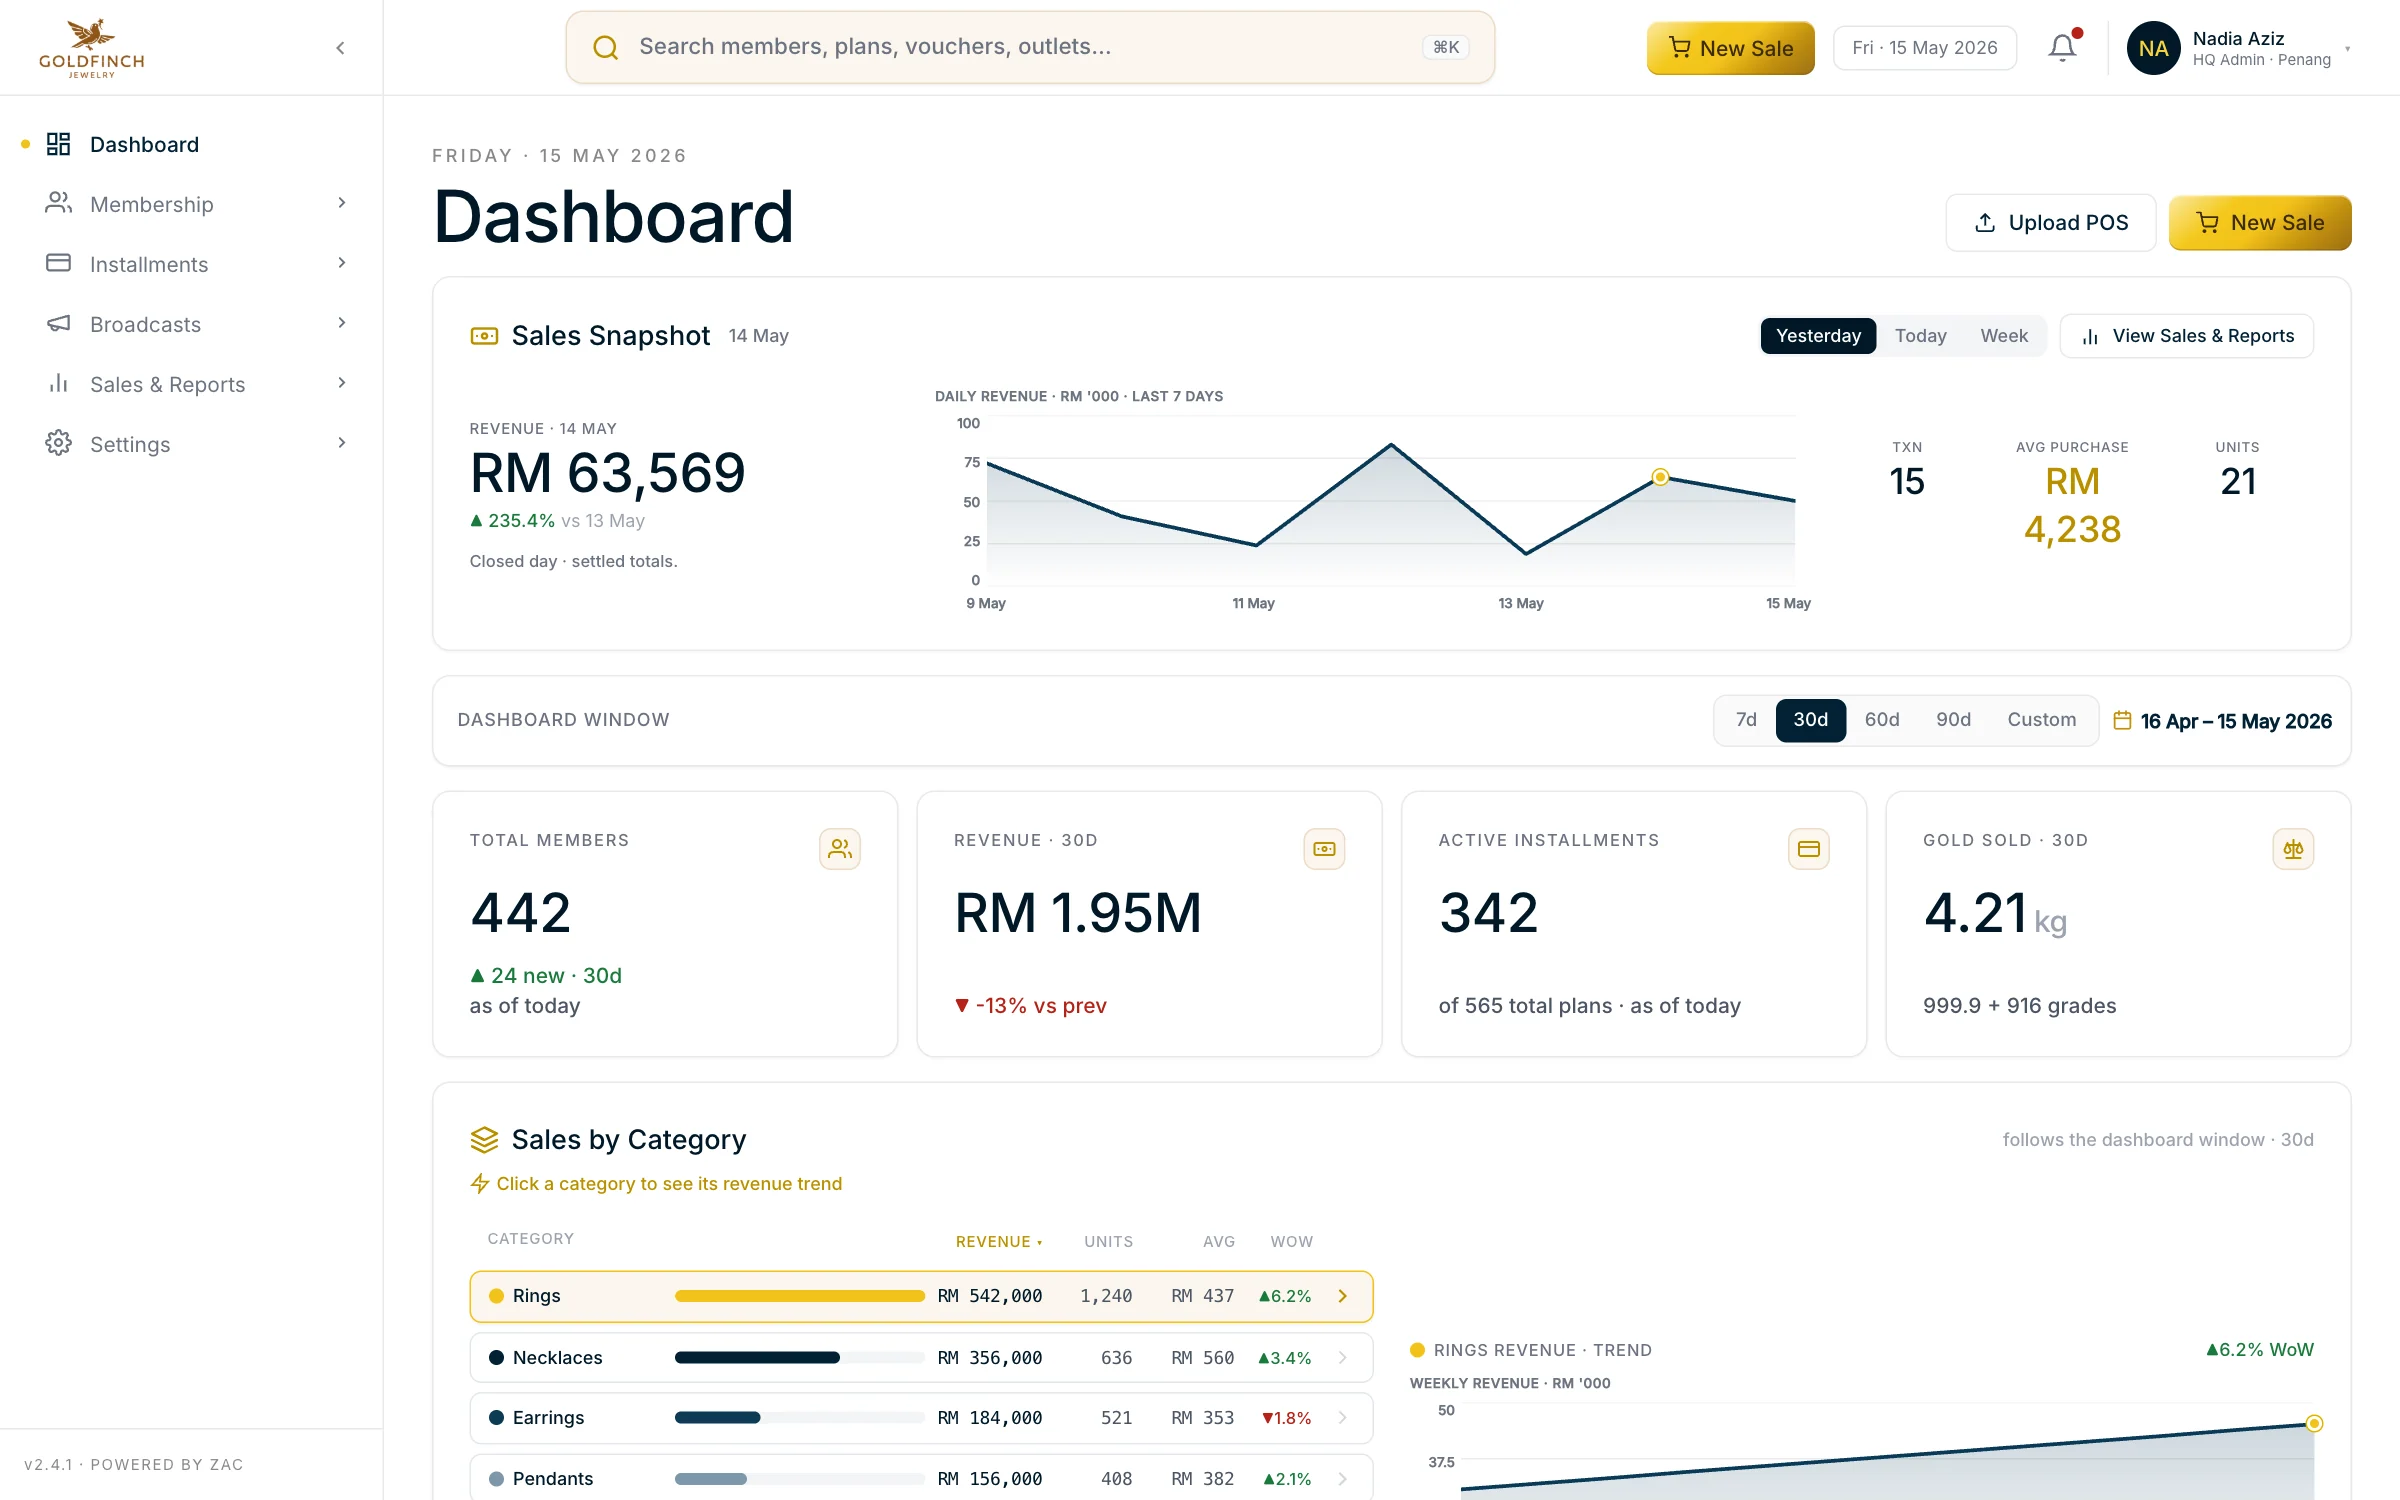 GOLDFINCH
JEWELRY
Search members, plans, vouchers, outlets...
⌘K
New Sale
Fri · 15 May 2026
NA
Nadia Aziz
HQ Admin · Penang
Dashboard
Membership
Installments
Broadcasts
Sales & Reports
Settings
v2.4.1 · POWERED BY ZAC
FRIDAY · 15 MAY 2026
Dashboard
Upload POS
New Sale
Sales Snapshot 14 May
Yesterday Today Week
View Sales & Reports
REVENUE · 14 MAY
RM 63,569
▲ 235.4% vs 13 May
Closed day · settled totals.
DAILY REVENUE · RM '000 · LAST 7 DAYS
100
75
50
25
0
9 May 11 May 13 May 15 May
TXN
15
AVG PURCHASE
RM
4,238
UNITS
21
DASHBOARD WINDOW
7d 30d 60d 90d Custom
16 Apr – 15 May 2026
TOTAL MEMBERS
442
▲ 24 new · 30d
as of today
REVENUE · 30D
RM 1.95M
▼ -13% vs prev
ACTIVE INSTALLMENTS
342
of 565 total plans · as of today
GOLD SOLD · 30D
4.21 kg
999.9 + 916 grades
Sales by Category
follows the dashboard window · 30d
Click a category to see its revenue trend
CATEGORY REVENUE ▾ UNITS AVG WOW
Rings RM 542,000 1,240 RM 437 ▲6.2%
Necklaces RM 356,000 636 RM 560 ▲3.4%
Earrings RM 184,000 521 RM 353 ▼1.8%
Pendants RM 156,000 408 RM 382 ▲2.1%
RINGS REVENUE · TREND
▲6.2% WoW
WEEKLY REVENUE · RM '000
50
37.5